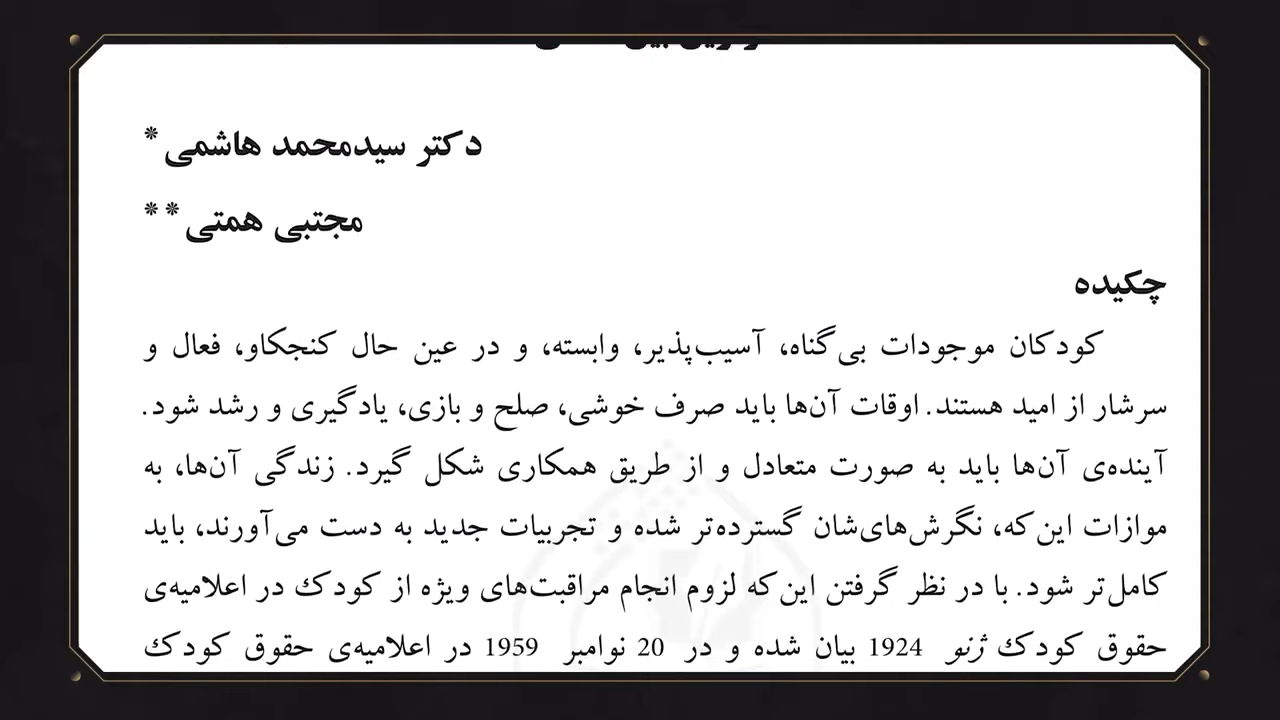 دکتر سیدمحمد هاشمی*
مجتبی همتی**
چکیده
کودکان موجودات بی‌گناه، آسیب‌پذیر، وابسته، و در عین حال کنجکاو، فعال و
سرشار از امید هستند. اوقات آن‌ها باید صرف خوشی، صلح و بازی، یادگیری و رشد شود.
آینده‌ی آن‌ها باید به صورت متعادل و از طریق همکاری شکل گیرد. زندگی آن‌ها، به
موازات این‌که، نگرش‌های‌شان گسترده‌تر شده و تجربیات جدید به دست می‌آورند، باید
کامل‌تر شود. با در نظر گرفتن این‌که لزوم انجام مراقبت‌های ویژه از کودک در اعلامیه‌ی
حقوق کودک ژنو 1924 بیان شده و در 20 نوامبر 1959 در اعلامیه‌ی حقوق کودک